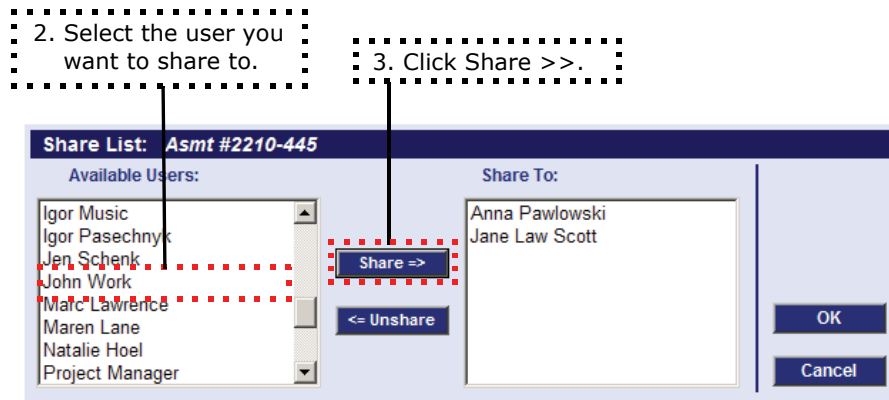 2. Select the user you
want to share to.
3. Click Share >>.
Share List: Asmt #2210-445
Available Users:
Share To:
Igor Music
Igor Pasechnyk
Jen Schenk
John Work
Marc Lawrence
Maren Lane
Natalie Hoel
Project Manager
Share =>
<= Unshare
Anna Pawlowski
Jane Law Scott
OK
Cancel